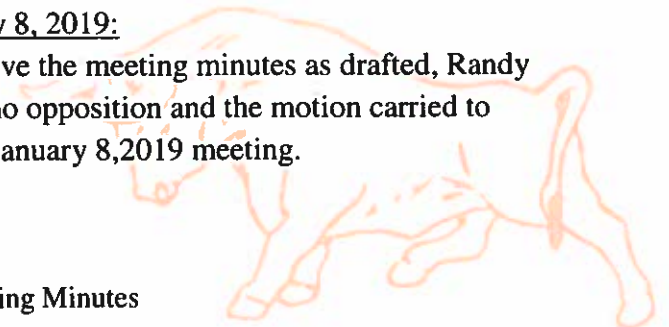 y 8, 2019:
ve the meeting minutes as drafted, Randy
no opposition and the motion carried to
anuary 8,2019 meeting.
ing Minutes